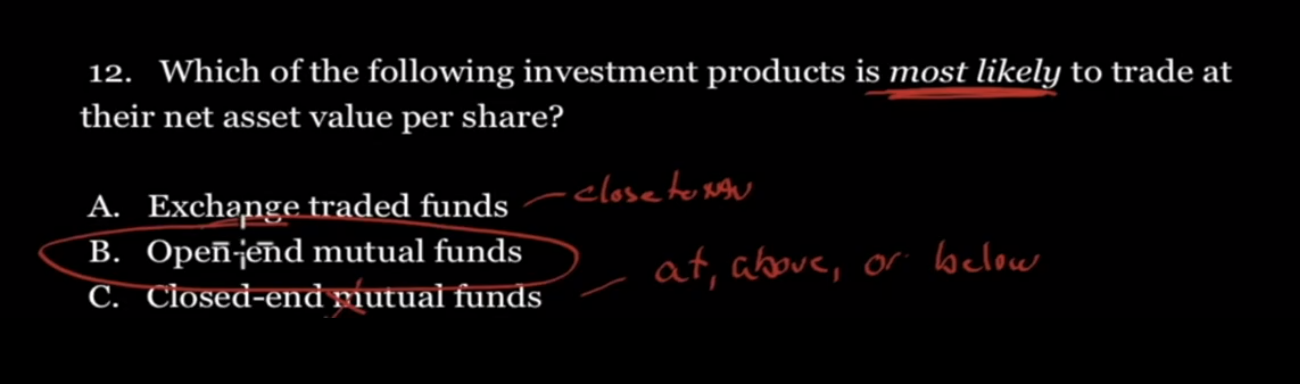 12. Which of the following investment products is most likely to trade at
their net asset value per share?
A. Exchange traded funds – close to NAV
B. Open-end mutual funds
C. Closed-end mutual funds – at, above, or below